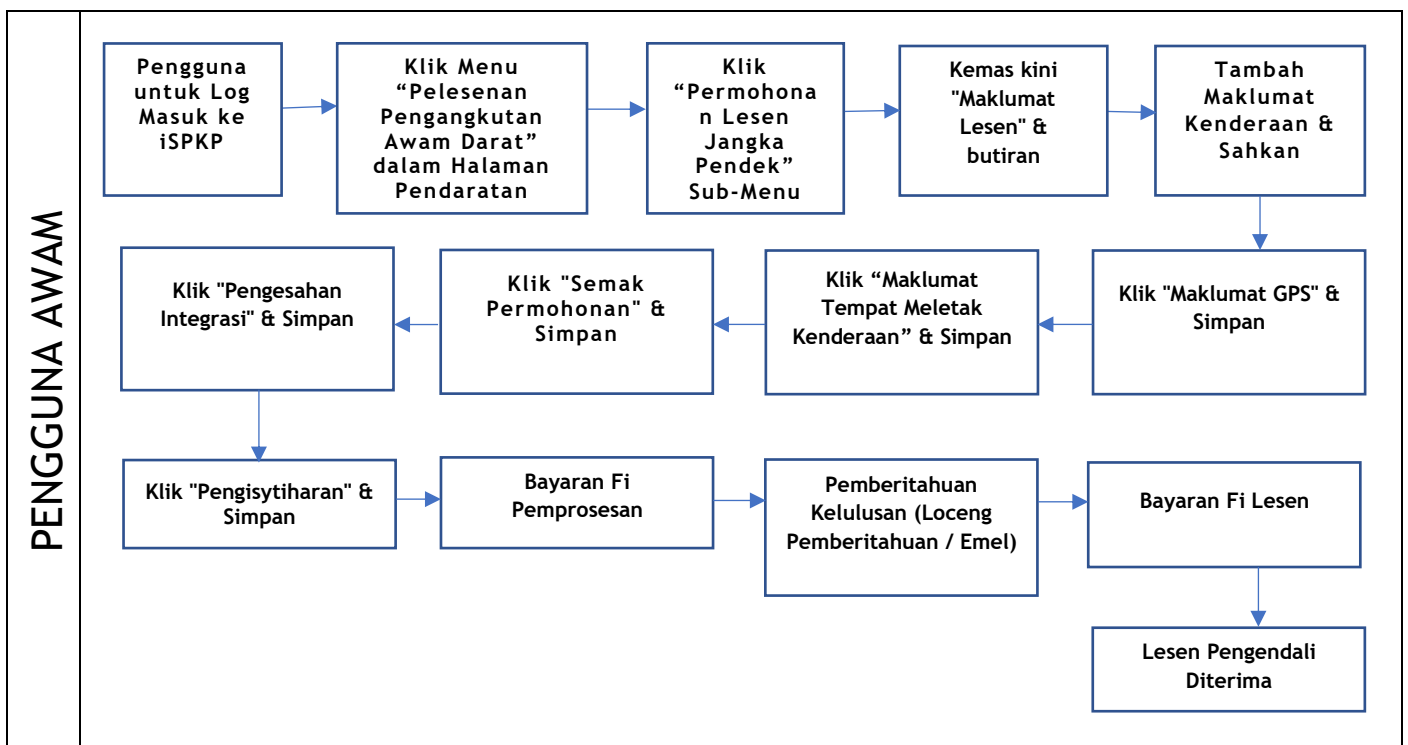 PENGGUNA AWAM
Pengguna
untuk Log
Masuk ke
iSPKP
Klik Menu
“Pelesenan
Pengangkutan
Awam Darat”
dalam Halaman
Pendaratan
Klik
“Permohona
n Lesen
Jangka
Pendek”
Sub-Menu
Kemas kini
"Maklumat
Lesen" &
butiran
Tambah
Maklumat
Kenderaan &
Sahkan
Klik "Maklumat GPS" &
Simpan
Klik “Maklumat
Tempat Meletak
Kenderaan” & Simpan
Klik "Semak
Permohonan" &
Simpan
Klik "Pengesahan
Integrasi" & Simpan
Klik "Pengisytiharan" &
Simpan
Bayaran Fi
Pemprosesan
Pemberitahuan
Kelulusan (Loceng
Pemberitahuan / Emel)
Bayaran Fi Lesen
Lesen Pengendali
Diterima